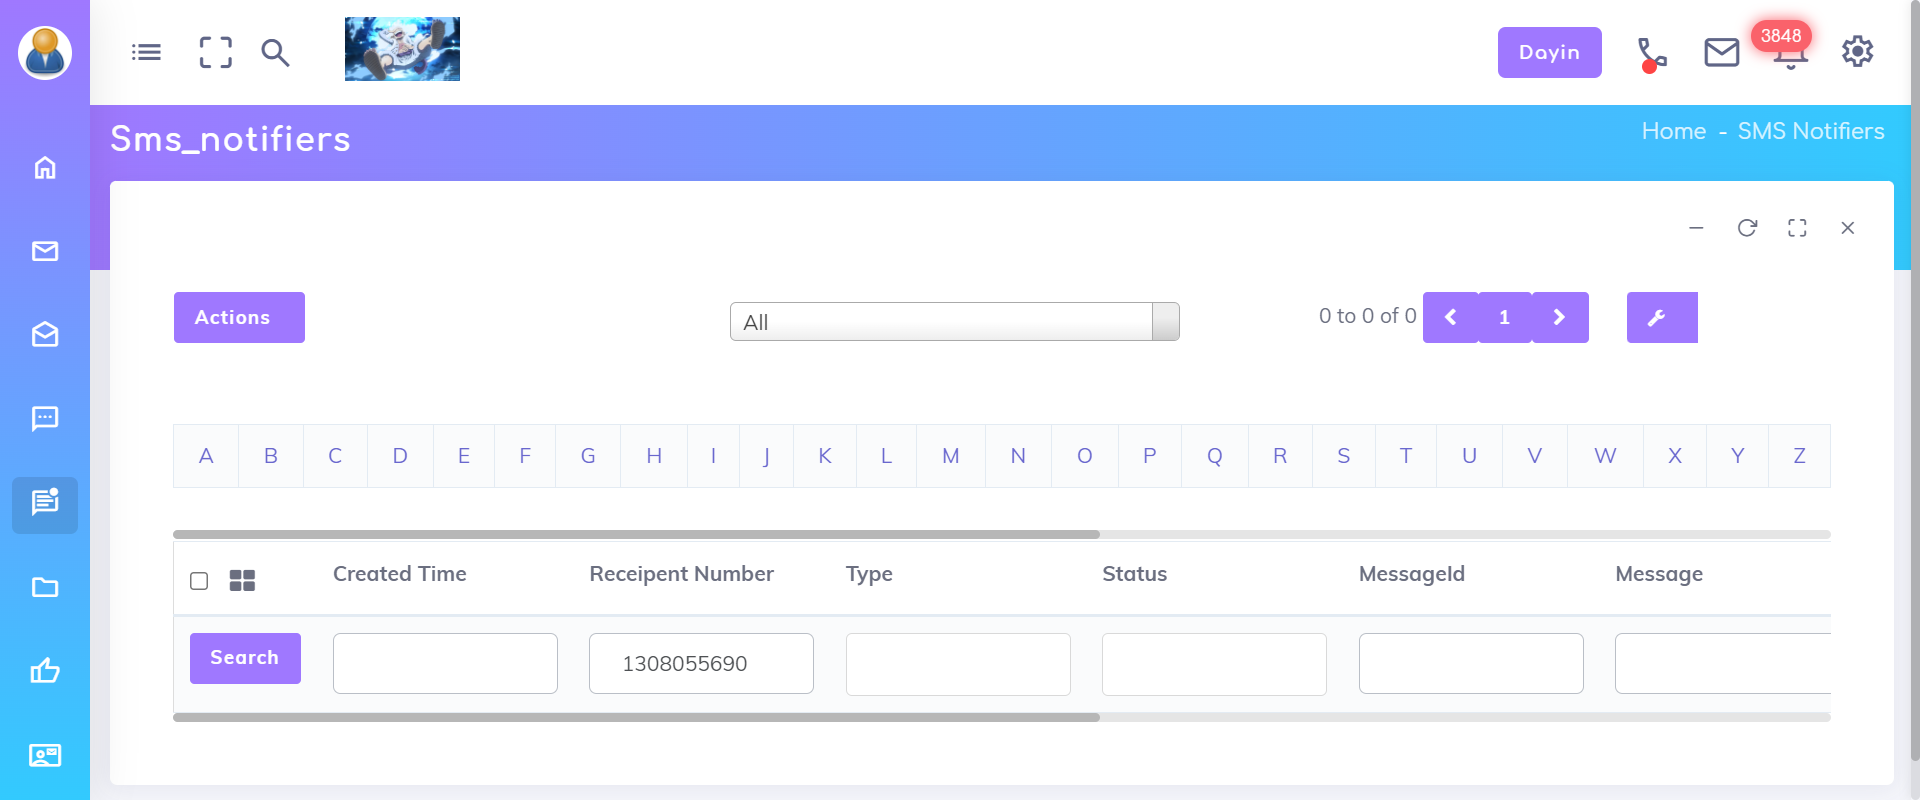 Dayin
3848
Sms_notifiers
Home - SMS Notifiers
Actions
All
0 to 0 of 0
1
A B C D E F G H I J K L M N O P Q R S T U V W X Y Z
Created Time Receipent Number Type Status MessageId Message
Search
1308055690